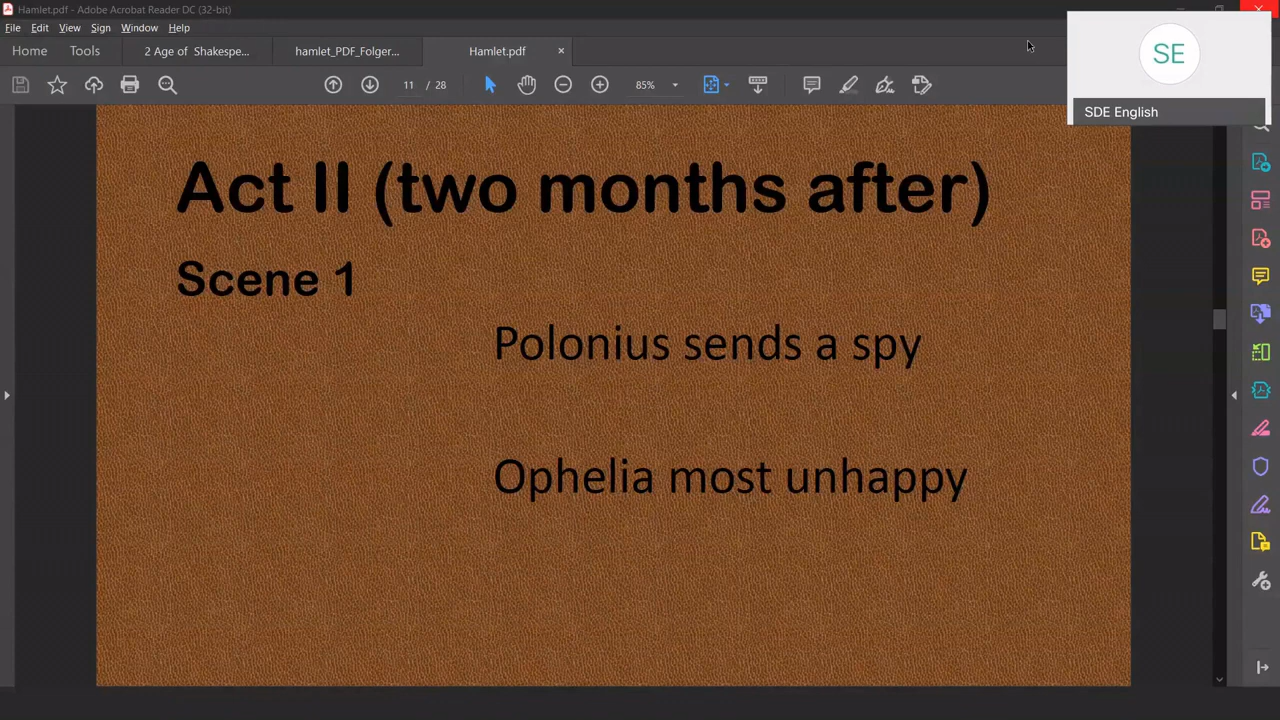 Hamlet.pdf - Adobe Acrobat Reader DC (32-bit)
File Edit View Sign Window Help
Home Tools 2 Age of Shakespe... hamlet_PDF_Folger... Hamlet.pdf ×
11 / 28 85%
SE
SDE English
Act II (two months after)
Scene 1
Polonius sends a spy
Ophelia most unhappy